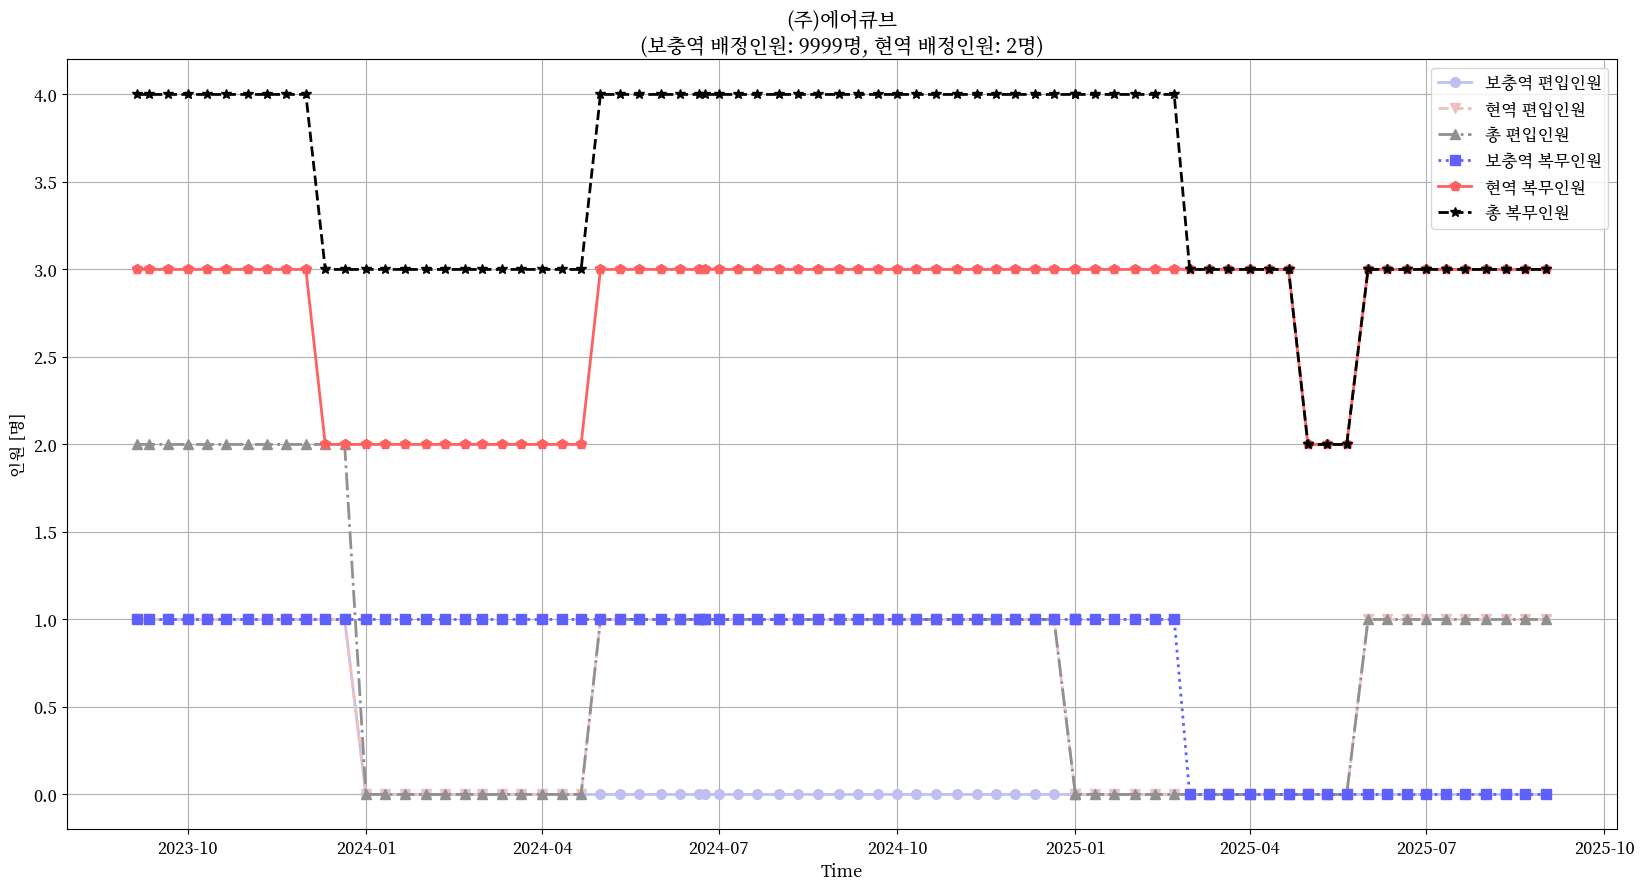 (주)에어큐브
(보충역 배정인원: 9999명, 현역 배정인원: 2명)
인원 [명]
4.0
3.5
3.0
2.5
2.0
1.5
1.0
0.5
0.0
보충역 편입인원
현역 편입인원
총 편입인원
보충역 복무인원
현역 복무인원
총 복무인원
2023-10
2024-01
2024-04
2024-07
2024-10
2025-01
2025-04
2025-07
2025-10
Time